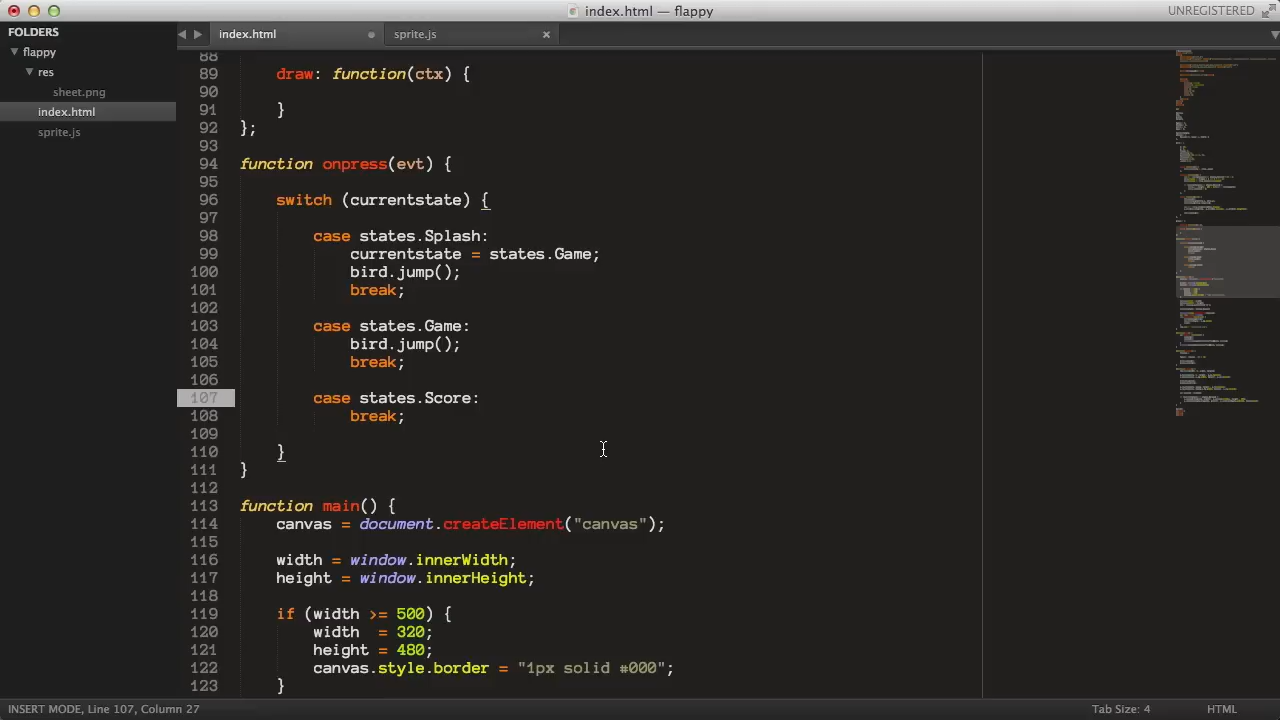 index.html — flappy
UNREGISTERED
FOLDERS
flappy
res
sheet.png
index.html
sprite.js
index.html
sprite.js
88
89 draw: function(ctx) {
90
91 }
92 };
93
94 function onpress(evt) {
95
96 switch (currentstate) {
97
98 case states.Splash:
99 currentstate = states.Game;
100 bird.jump();
101 break;
102
103 case states.Game:
104 bird.jump();
105 break;
106
107 case states.Score:
108 break;
109
110 }
111 }
112
113 function main() {
114 canvas = document.createElement("canvas");
115
116 width = window.innerWidth;
117 height = window.innerHeight;
118
119 if (width >= 500) {
120 width  = 320;
121 height = 480;
122 canvas.style.border = "1px solid #000";
123 }
INSERT MODE, Line 107, Column 27
Tab Size: 4
HTML